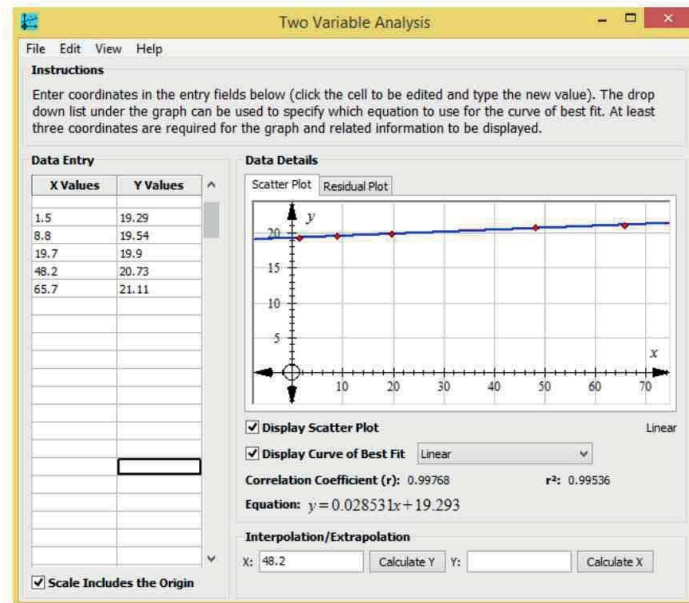 Two Variable Analysis
File Edit View Help
Instructions
Enter coordinates in the entry fields below (click the cell to be edited and type the new value). The drop
down list under the graph can be used to specify which equation to use for the curve of best fit. At least
three coordinates are required for the graph and related information to be displayed.
Data Entry
X Values Y Values
1.5 19.29
8.8 19.54
19.7 19.9
48.2 20.73
65.7 21.11
Scale Includes the Origin
Data Details
Scatter Plot Residual Plot
y
20
15
10
5
x
10 20 30 40 50 60 70
Display Scatter Plot Linear
Display Curve of Best Fit Linear
Correlation Coefficient (r): 0.99768 r²: 0.99536
Equation: y=0.028531x+19.293
Interpolation/Extrapolation
X: 48.2 Calculate Y Y: Calculate X